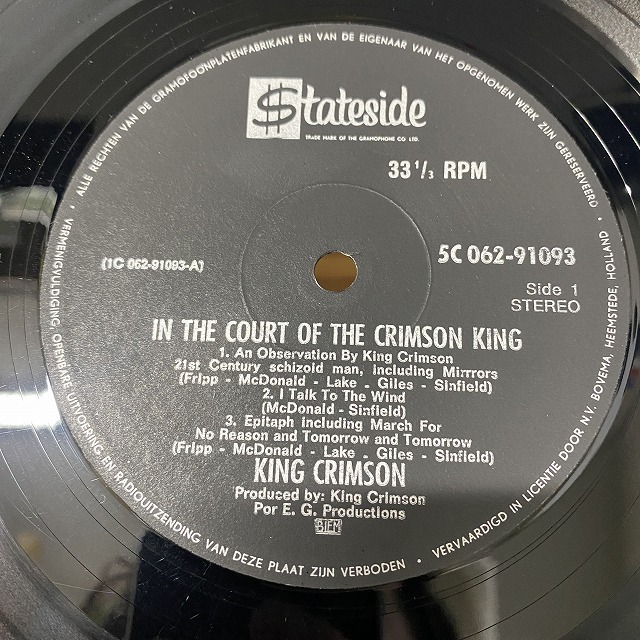 ALLE RECHTEN VAN DE GRAMOFOONPLATENFABRIKANT EN VAN DE EIGENAAR VAN HET OPGENOMEN WERK ZIJN GERESERVEERD
$tateside
TRADE MARK OF THE GRAMOPHONE CO LTD.
33 1/3 RPM
(1C 062-91093-A)
5C 062-91093
Side 1
STEREO
IN THE COURT OF THE CRIMSON KING
1. An Observation By King Crimson
21st Century schizoid man, including Mirrrors
(Fripp - McDonald - Lake - Giles - Sinfield)
2. I Talk To The Wind
(McDonald - Sinfield)
3. Epitaph including March For
No Reason and Tomorrow and Tomorrow
(Fripp - McDonald - Lake - Giles - Sinfield)
KING CRIMSON
Produced by: King Crimson
Por E. G. Productions
BIEM
VERMENIGVULDIGING, OPENBARE UITVOERING EN RADIOUITZENDING VAN DEZE PLAAT ZIJN VERBODEN
VERVAARDIGD IN LICENTIE DOOR N.V. BOVEMA, HEEMSTEDE, HOLLAND